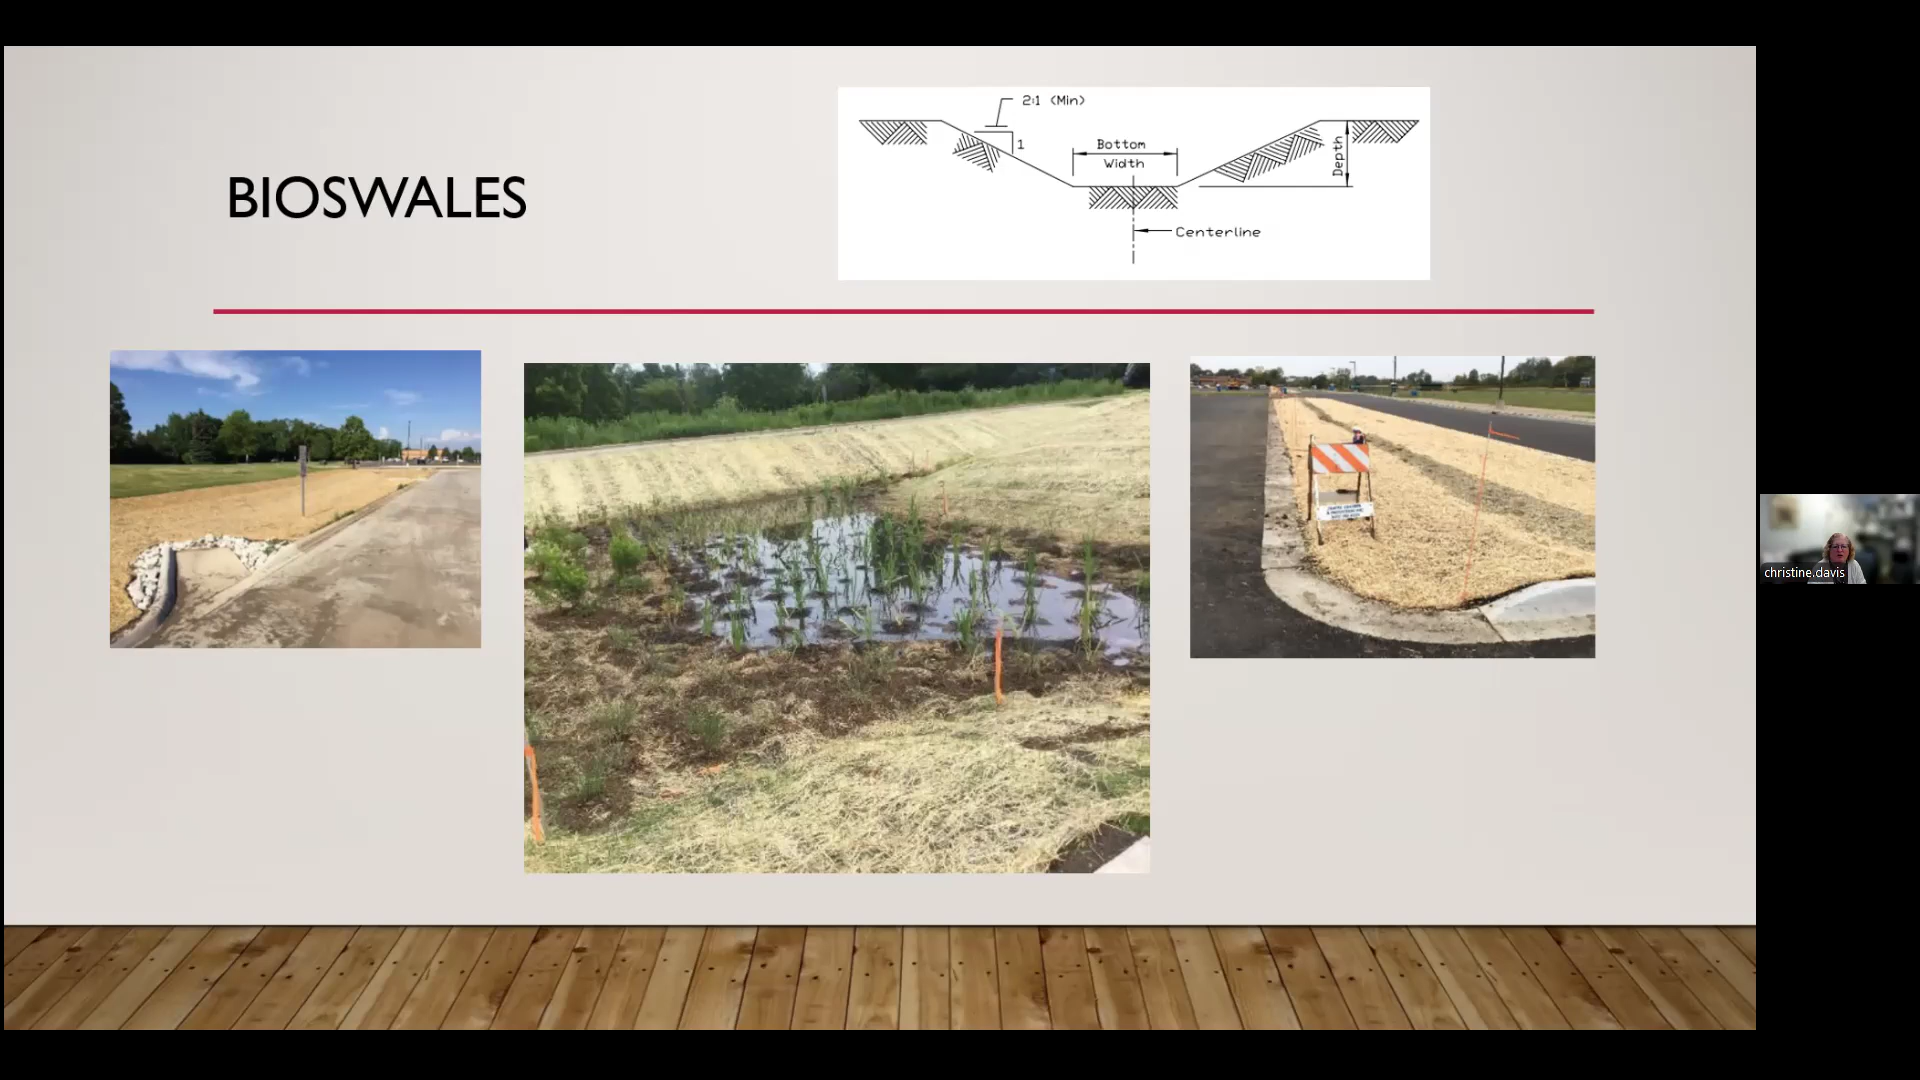 BIOSWALES
2:1 (Min)
1
Bottom
Width
Depth
Centerline
christine.davis